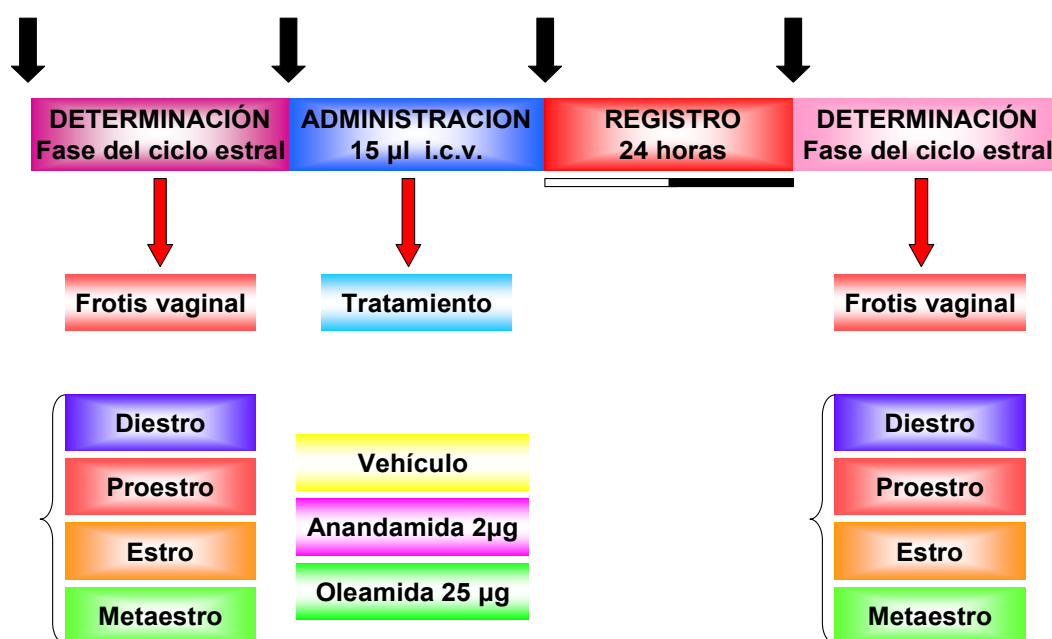 DETERMINACIÓN
Fase del ciclo estral
ADMINISTRACION
15 µl i.c.v.
REGISTRO
24 horas
DETERMINACIÓN
Fase del ciclo estral
Frotis vaginal
Tratamiento
Frotis vaginal
Diestro
Proestro
Estro
Metaestro
Vehículo
Anandamida 2µg
Oleamida 25 µg
Diestro
Proestro
Estro
Metaestro